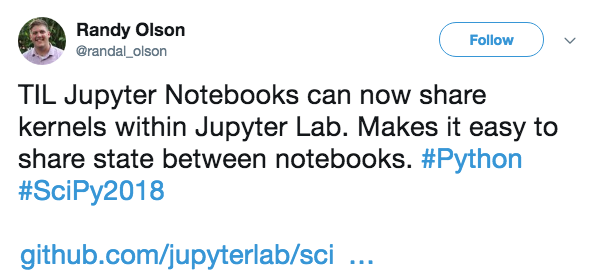 Randy Olson
@randal_olson
Follow
TIL Jupyter Notebooks can now share
kernels within Jupyter Lab. Makes it easy to
share state between notebooks. #Python
#SciPy2018
github.com/jupyterlab/sci …